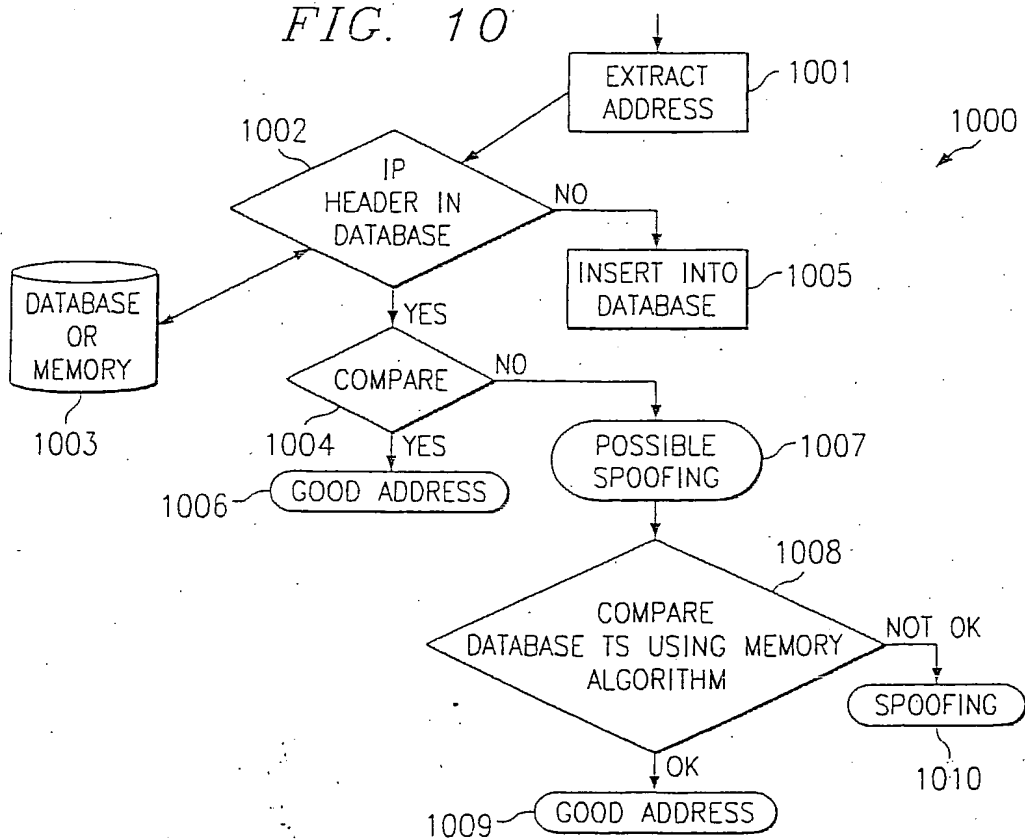 FIG. 10
EXTRACT
ADDRESS
1001
1000
1002
IP
HEADER IN
DATABASE
NO
INSERT INTO
DATABASE
1005
DATABASE
OR
MEMORY
1003
YES
COMPARE
NO
1004
YES
GOOD ADDRESS
1006
POSSIBLE
SPOOFING
1007
1008
COMPARE
DATABASE TS USING MEMORY
ALGORITHM
NOT OK
SPOOFING
1010
OK
GOOD ADDRESS
1009